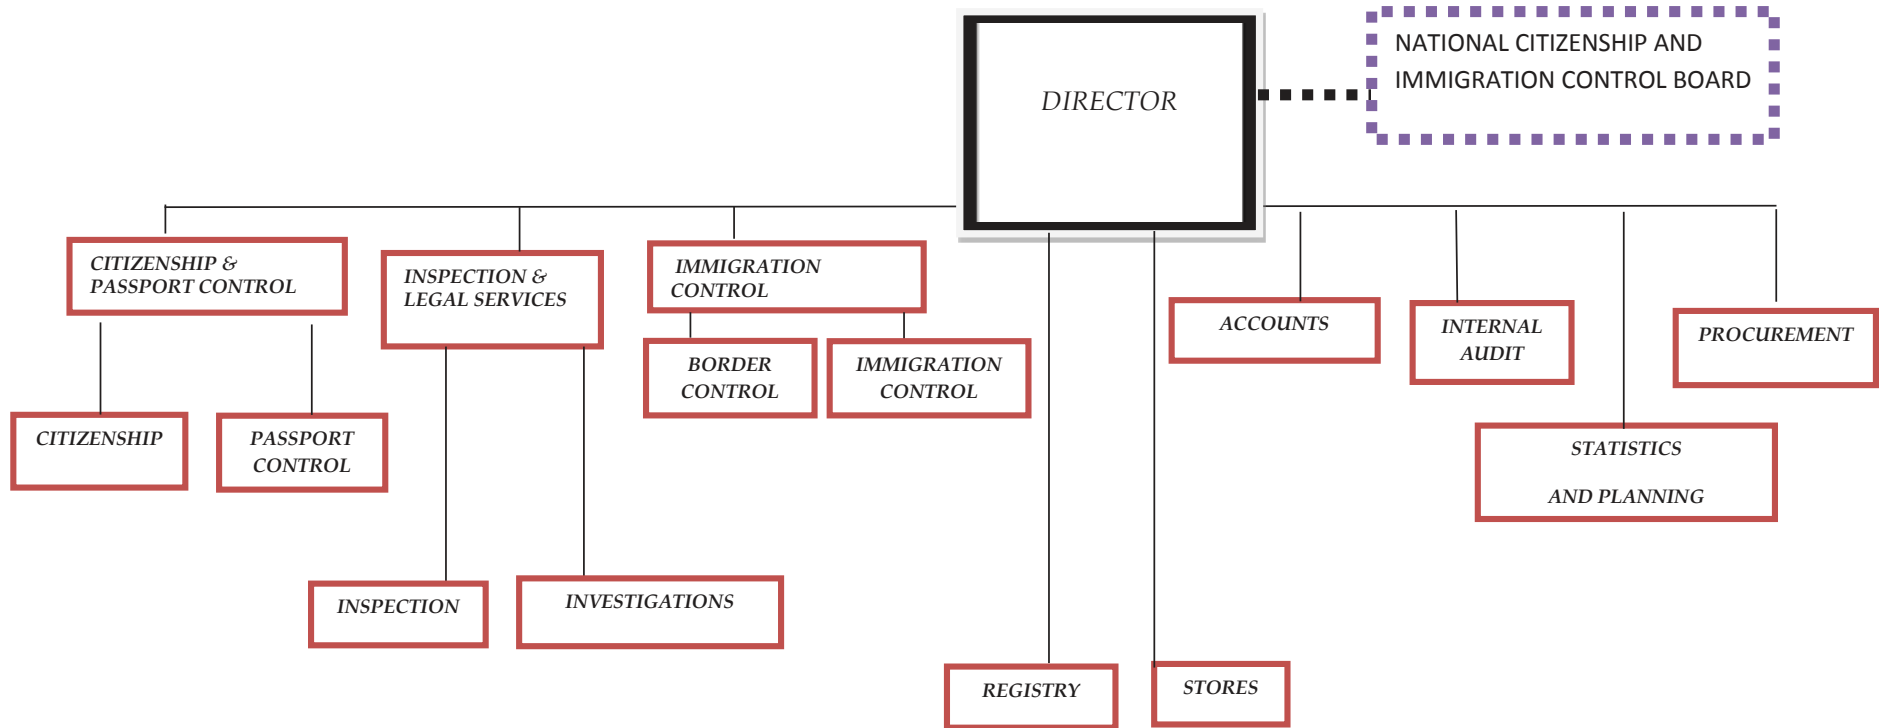 NATIONAL CITIZENSHIP AND
IMMIGRATION CONTROL BOARD
DIRECTOR
CITIZENSHIP &
PASSPORT CONTROL
INSPECTION &
LEGAL SERVICES
IMMIGRATION
CONTROL
ACCOUNTS
INTERNAL
AUDIT
PROCUREMENT
BORDER
CONTROL
IMMIGRATION
CONTROL
CITIZENSHIP
PASSPORT
CONTROL
STATISTICS
AND PLANNING
INSPECTION
INVESTIGATIONS
REGISTRY
STORES